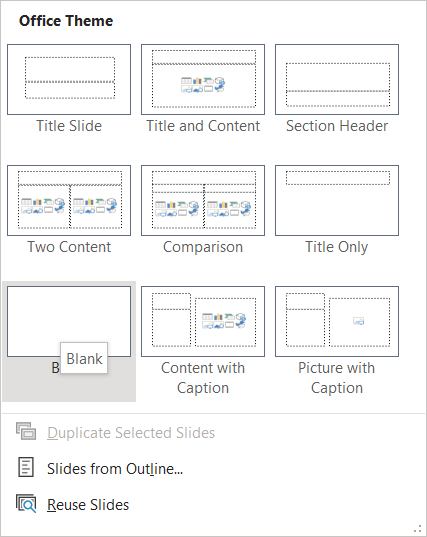 Office Theme
Title Slide
Title and Content
Section Header
Two Content
Comparison
Title Only
Blank
Content with
Caption
Picture with
Caption
Duplicate Selected Slides
Slides from Outline...
Reuse Slides